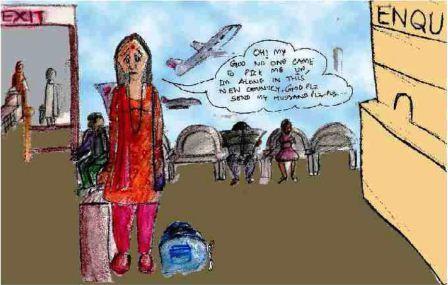 EXIT
ENQU
OH! MY
GOD NO ONE CAME
TO PICK ME UP,
I'M ALONE IN THIS
NEW COUNTRY. GOD PLZ
SEND MY HUSBAND PLZ. PLZ...